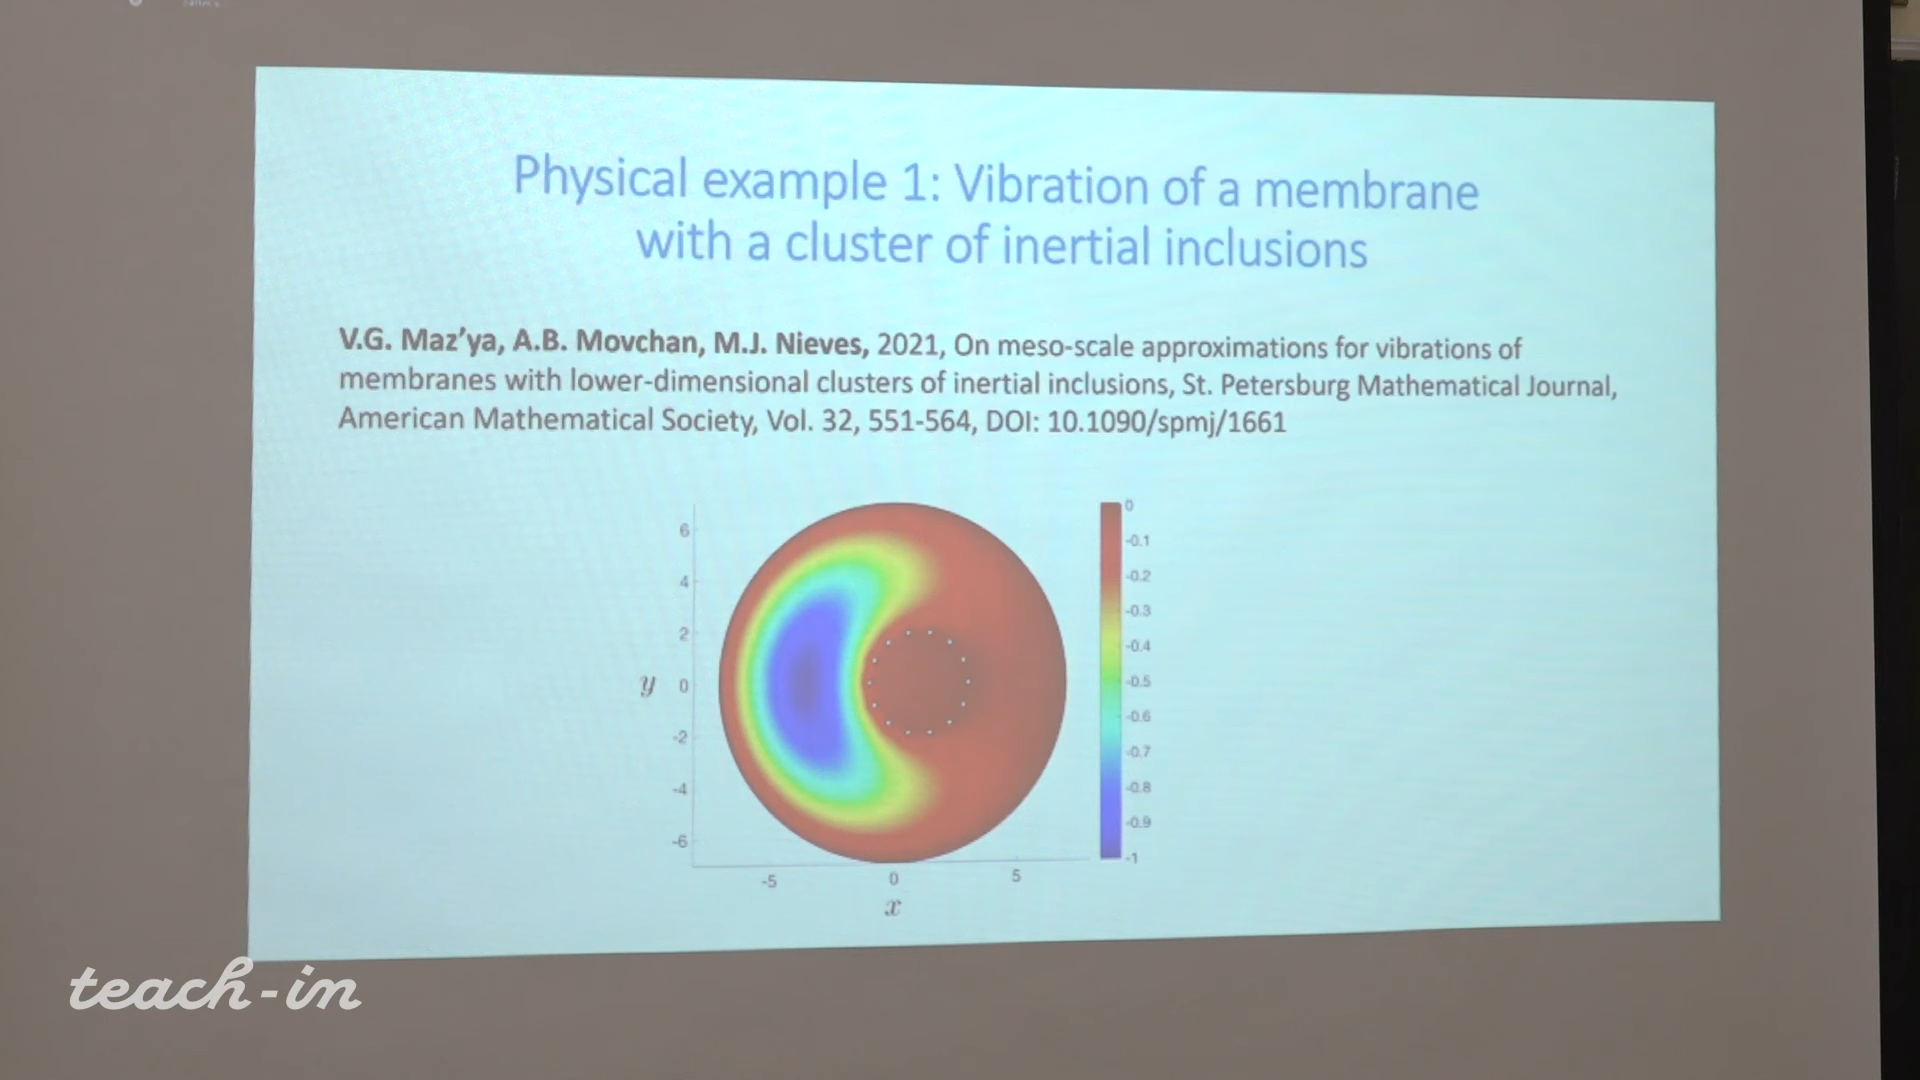 Physical example 1: Vibration of a membrane
with a cluster of inertial inclusions
V.G. Maz'ya, A.B. Movchan, M.J. Nieves, 2021, On meso-scale approximations for vibrations of
membranes with lower-dimensional clusters of inertial inclusions, St. Petersburg Mathematical Journal,
American Mathematical Society, Vol. 32, 551-564, DOI: 10.1090/spmj/1661
6
4
2
y 0
-2
-4
-6
-5 0 5
x
0
-0.1
-0.2
-0.3
-0.4
-0.5
-0.6
-0.7
-0.8
-0.9
-1
teach-in